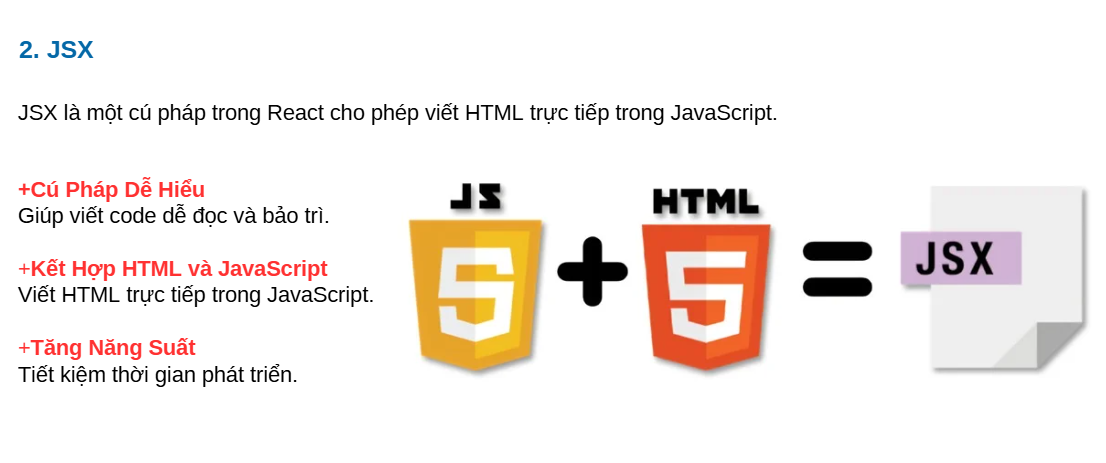 2. JSX
JSX là một cú pháp trong React cho phép viết HTML trực tiếp trong JavaScript.
+Cú Pháp Dễ Hiểu
Giúp viết code dễ đọc và bảo trì.
+Kết Hợp HTML và JavaScript
Viết HTML trực tiếp trong JavaScript.
+Tăng Năng Suất
Tiết kiệm thời gian phát triển.
JS
5
+
HTML
5
=
JSX